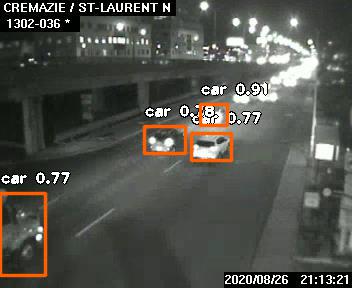 CREMAZIE / ST-LAURENT N
1302-036 *
car 0.91
car 0.78
car 0.77
car 0.77
2020/08/26 21:13:21